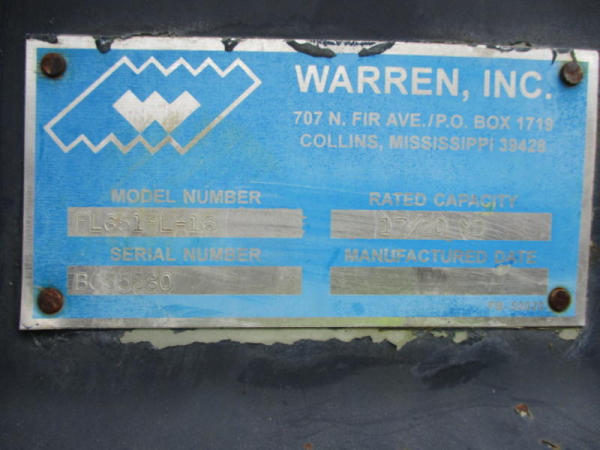 WARREN, INC.
707 N. FIR AVE./P.O. BOX 1719
COLLINS, MISSISSIPPI 39428
MODEL NUMBER
RATED CAPACITY
SERIAL NUMBER
MANUFACTURED DATE